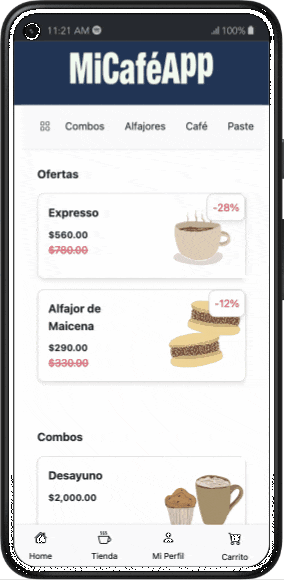 11:21 AM
100%
MiCaféApp
Combos Alfajores Café Paste
Ofertas
-28%
Expresso
$560.00
$780.00
-12%
Alfajor de
Maicena
$290.00
$330.00
Combos
Desayuno
$2,000.00
Home Tienda Mi Perfil Carrito